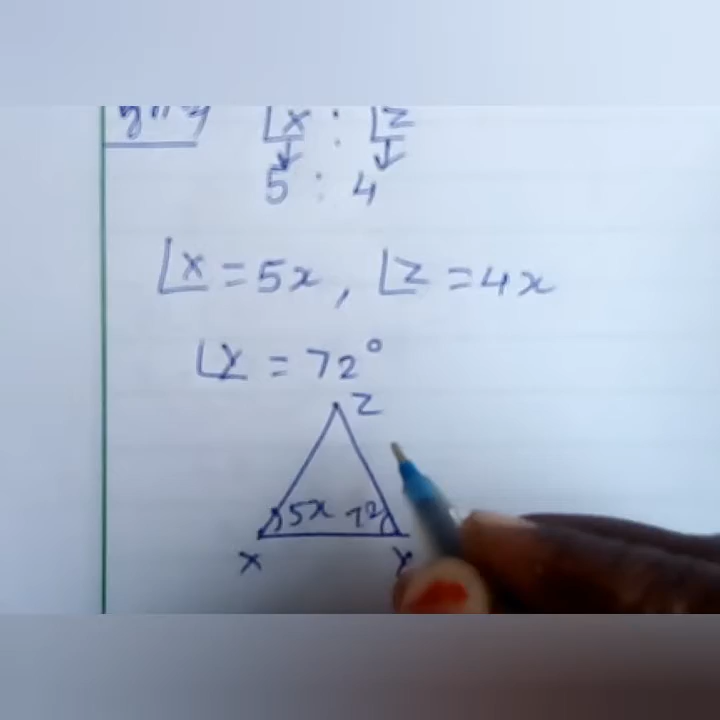 ∠X : ∠Z
5 : 4
∠X = 5x, ∠Z = 4x
∠Y = 72°
Z
5x 72
X Y